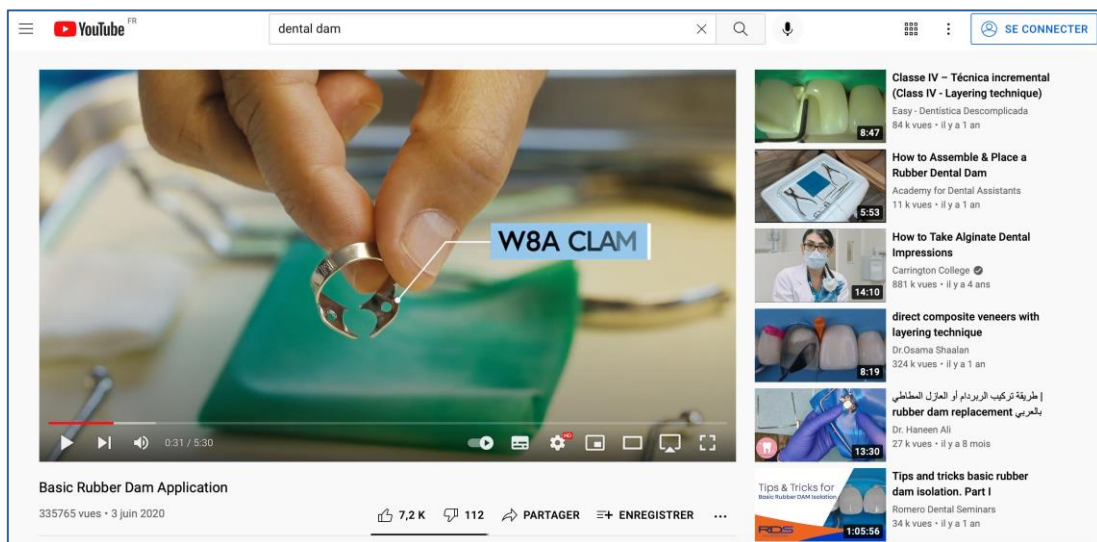 YouTube FR
dental dam
SE CONNECTER
W8A CLAM
0:31 / 5:30
HD
Basic Rubber Dam Application
335765 vues • 3 juin 2020
7,2 K
112
PARTAGER
ENREGISTRER
8:47
Classe IV – Técnica incremental
(Class IV - Layering technique)
Easy - Dentística Descomplicada
84 k vues • il y a 1 an
5:53
How to Assemble & Place a
Rubber Dental Dam
Academy for Dental Assistants
11 k vues • il y a 1 an
14:10
How to Take Alginate Dental
Impressions
Carrington College
881 k vues • il y a 4 ans
8:19
direct composite veneers with
layering technique
Dr.Osama Shaalan
324 k vues • il y a 1 an
13:30
طريقة تركيب الربردام أو العازل المطاطي |
rubber dam replacement بالعربي
Dr. Haneen Ali
27 k vues • il y a 8 mois
Tips & Tricks for
Basic Rubber DAM Isolation
RDS
1:05:56
Tips and tricks basic rubber
dam isolation. Part I
Romero Dental Seminars
34 k vues • il y a 1 an